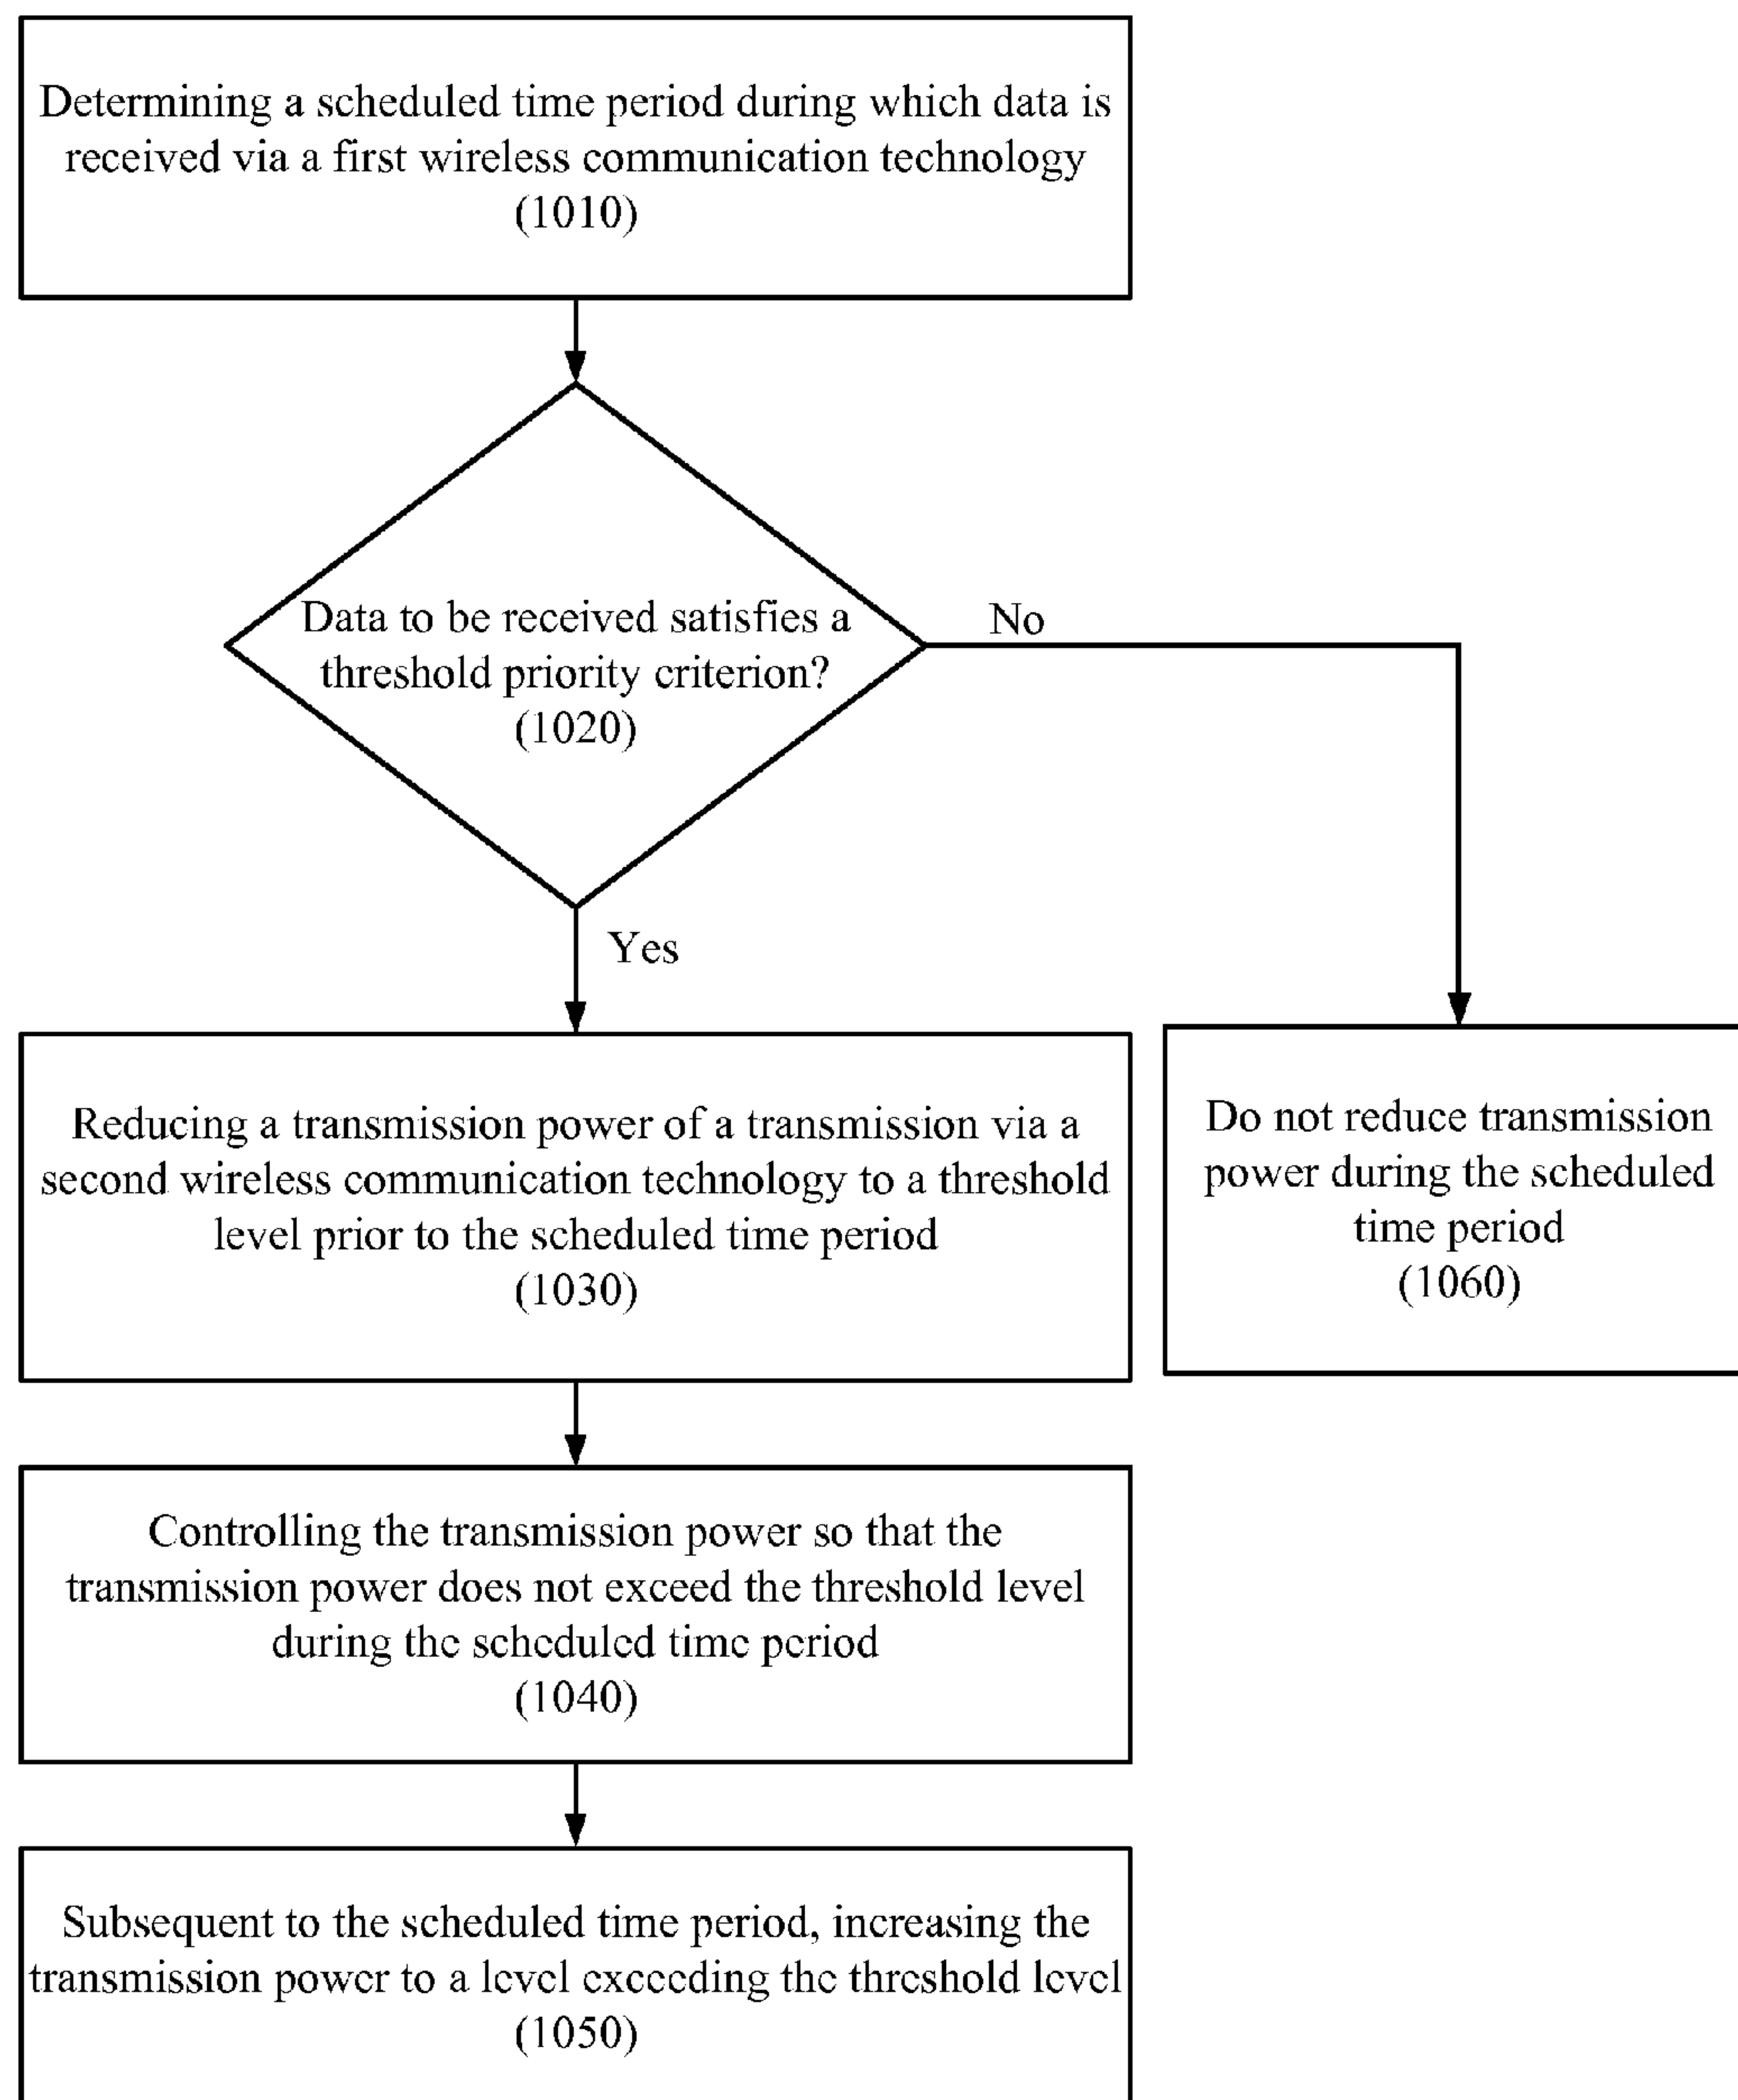 Determining a scheduled time period during which data is
received via a first wireless communication technology
(1010)
Data to be received satisfies a
threshold priority criterion?
(1020)
No
Yes
Reducing a transmission power of a transmission via a
second wireless communication technology to a threshold
level prior to the scheduled time period
(1030)
Do not reduce transmission
power during the scheduled
time period
(1060)
Controlling the transmission power so that the
transmission power does not exceed the threshold level
during the scheduled time period
(1040)
Subsequent to the scheduled time period, increasing the
transmission power to a level exceeding the threshold level
(1050)